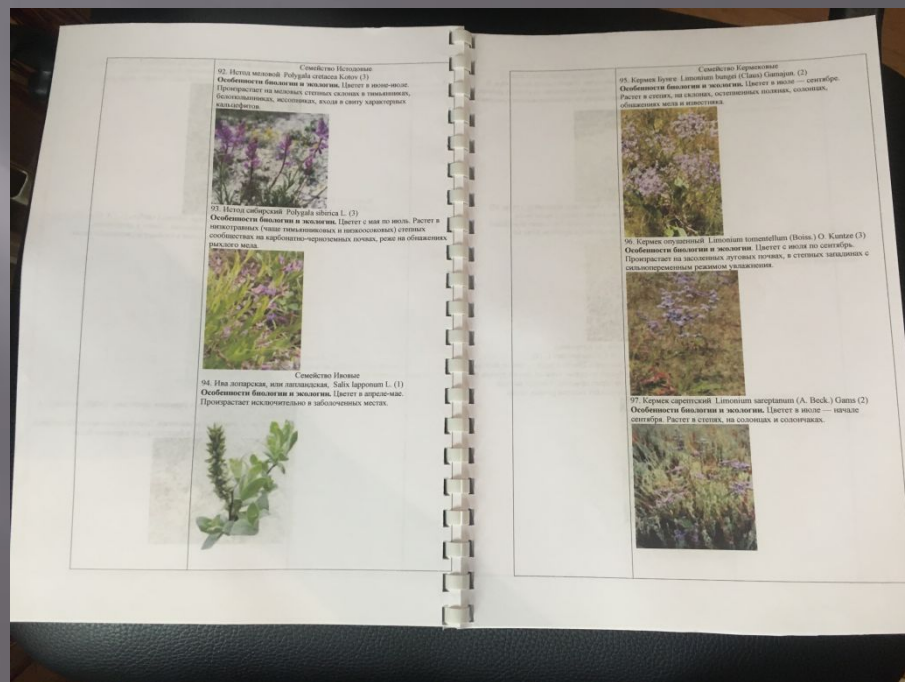 Семейство Истодовые
92. Истод меловой Polygala cretacea Kotov (3)
Особенности биологии и экологии. Цветет в июне-июле.
Произрастает на меловых степных склонах в тимьянниках,
белополынниках, иссопниках, входя в свиту характерных
кальцефитов.
93. Истод сибирский Polygala sibirica L. (3)
Особенности биологии и экологии. Цветет с мая по июль. Растет в
низкотравных (чаще тимьянниковых и низкоосоковых) степных
сообществах на карбонатно-черноземных почвах, реже на обнажениях
рыхлого мела.
Семейство Ивовые
94. Ива лопарская, или лапландская, Salix lapponum L. (1)
Особенности биологии и экологии. Цветет в апреле-мае.
Произрастает исключительно в заболоченных местах.
Семейство Кермековые
95. Кермек Бунге Limonium bungei (Claus) Gamajun. (2)
Особенности биологии и экологии. Цветет в июле — сентябре.
Растет в степях, на склонах, остепненных полянах, солонцах,
обнажениях мела и известняка.
96. Кермек опушенный Limonium tomentellum (Boiss.) O. Kuntze (3)
Особенности биологии и экологии. Цветет с июля по сентябрь.
Произрастает на засоленных луговых почвах, в степных западинах с
сильнопеременным режимом увлажнения.
97. Кермек сарептский Limonium sareptanum (A. Beck.) Gams (2)
Особенности биологии и экологии. Цветет в июле — начале
сентября. Растет в степях, на солонцах и солончаках.